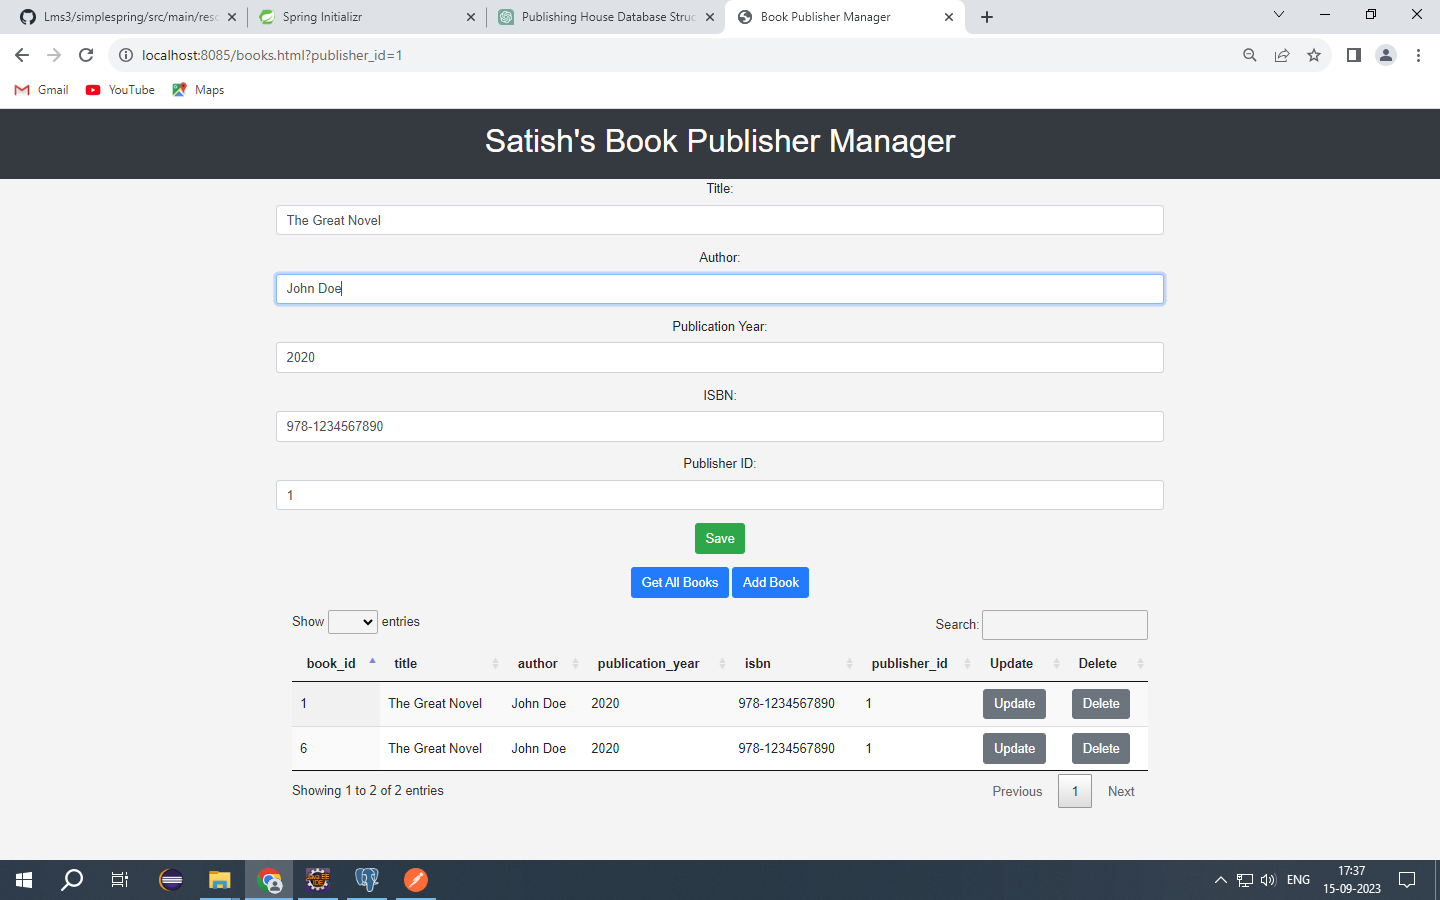 Lms3/simplespring/src/main/resc
Spring Initializr
Publishing House Database Struc
Book Publisher Manager
localhost:8085/books.html?publisher_id=1
Gmail
YouTube
Maps
Satish's Book Publisher Manager
Title:
The Great Novel
Author:
John Doe
Publication Year:
2020
ISBN:
978-1234567890
Publisher ID:
1
Save
Get All Books Add Book
Show entries Search:
book_id title author publication_year isbn publisher_id Update Delete
1 The Great Novel John Doe 2020 978-1234567890 1 Update Delete
6 The Great Novel John Doe 2020 978-1234567890 1 Update Delete
Showing 1 to 2 of 2 entries Previous 1 Next
ENG
17:37
15-09-2023